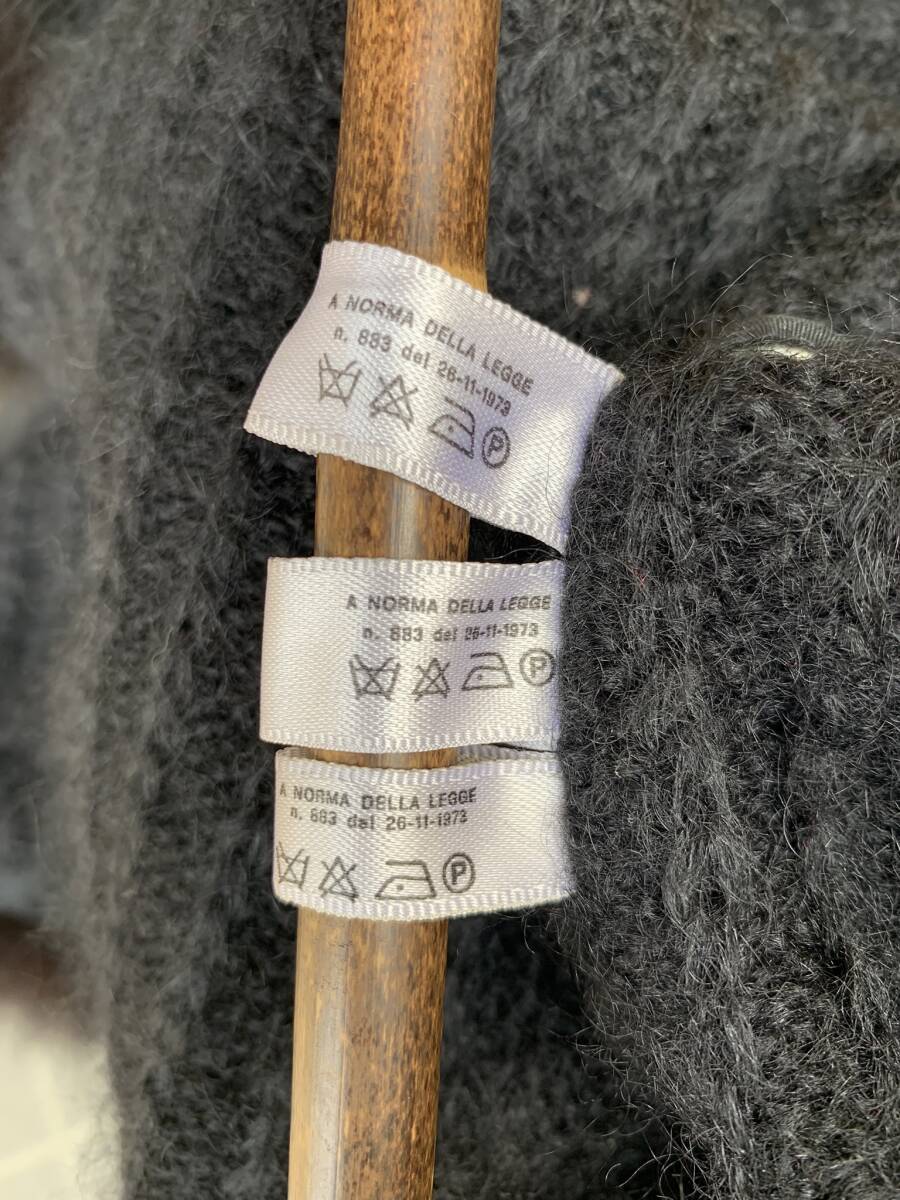 A NORMA DELLA LEGGE
n. 883 del 26-11-1973
P
A NORMA DELLA LEGGE
n. 883 del 26-11-1973
P
A NORMA DELLA LEGGE
n. 883 del 26-11-1973
P